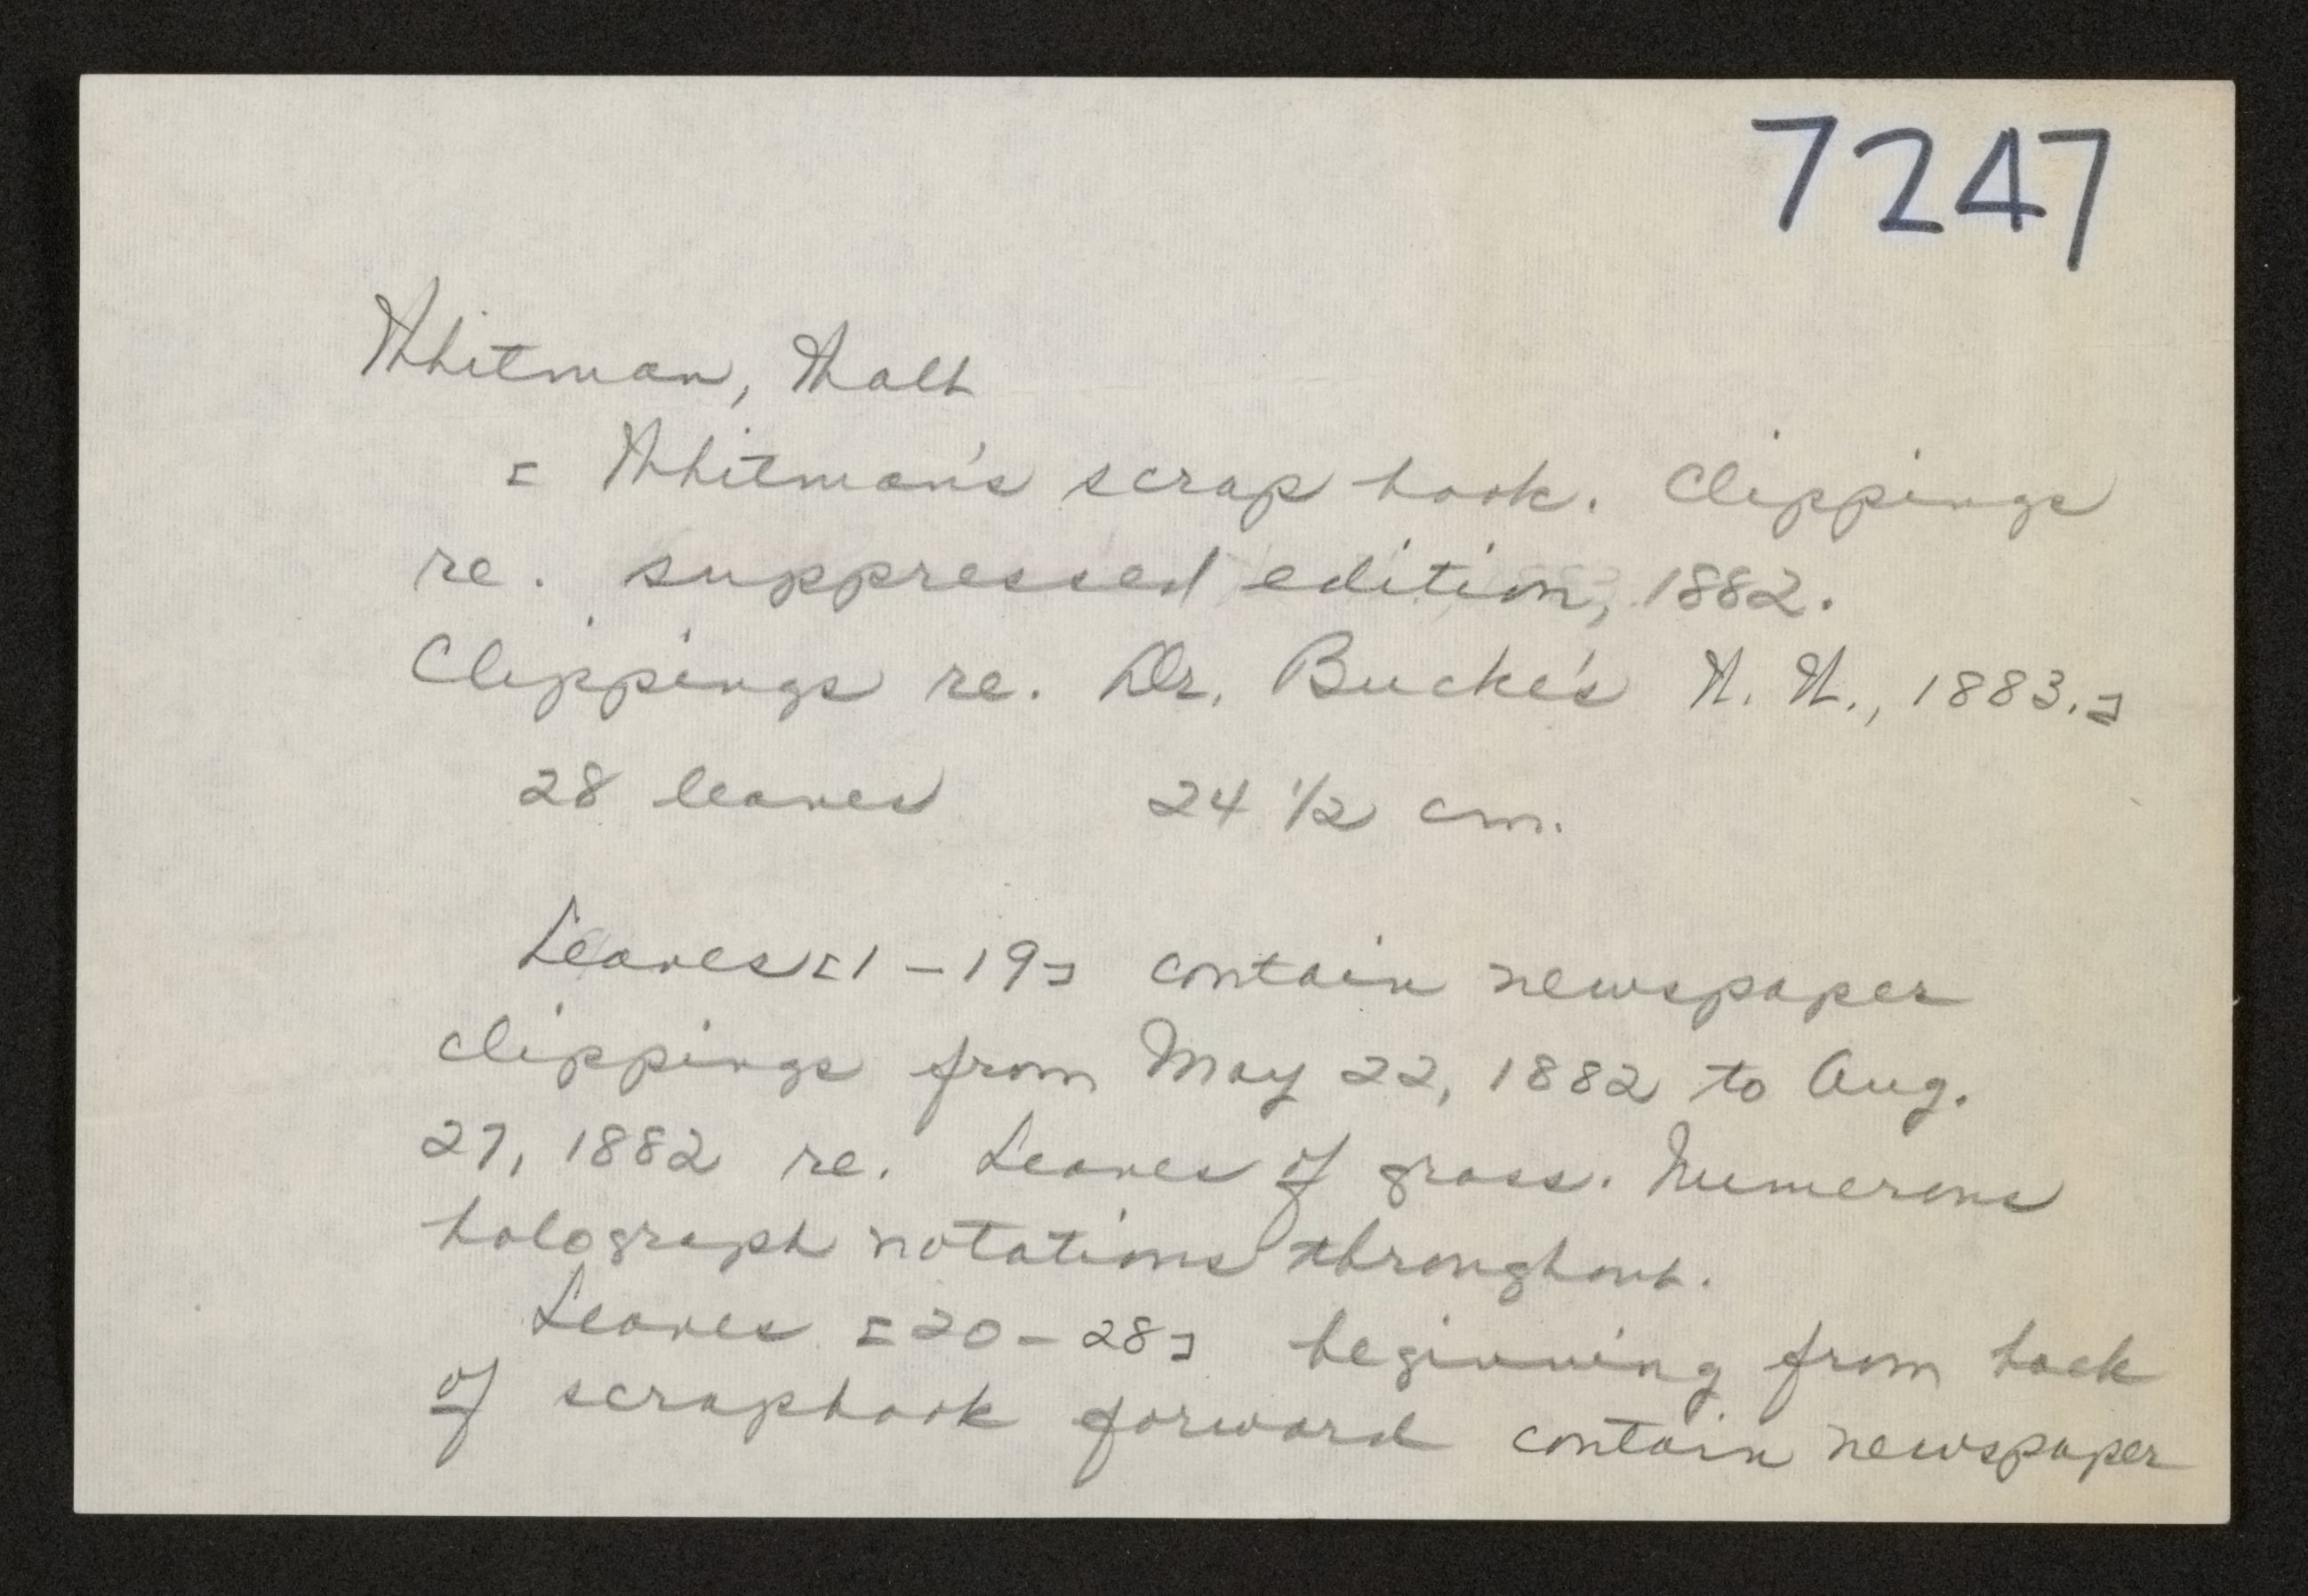 7247
Whitman, Walt
[Whitman's scrap book. Clippings
re. suppressed edition, 1882.
Clippings re. Dr. Bucke's W. W., 1883.]
28 leaves 24 1/2 cm.
Leaves [1-19] contain newspaper
clippings from May 22, 1882 to Aug.
27, 1882 re. Leaves of grass. Numerous
holograph notations throughout.
Leaves [20-28] beginning from back
of scrapbook forward contain newspaper